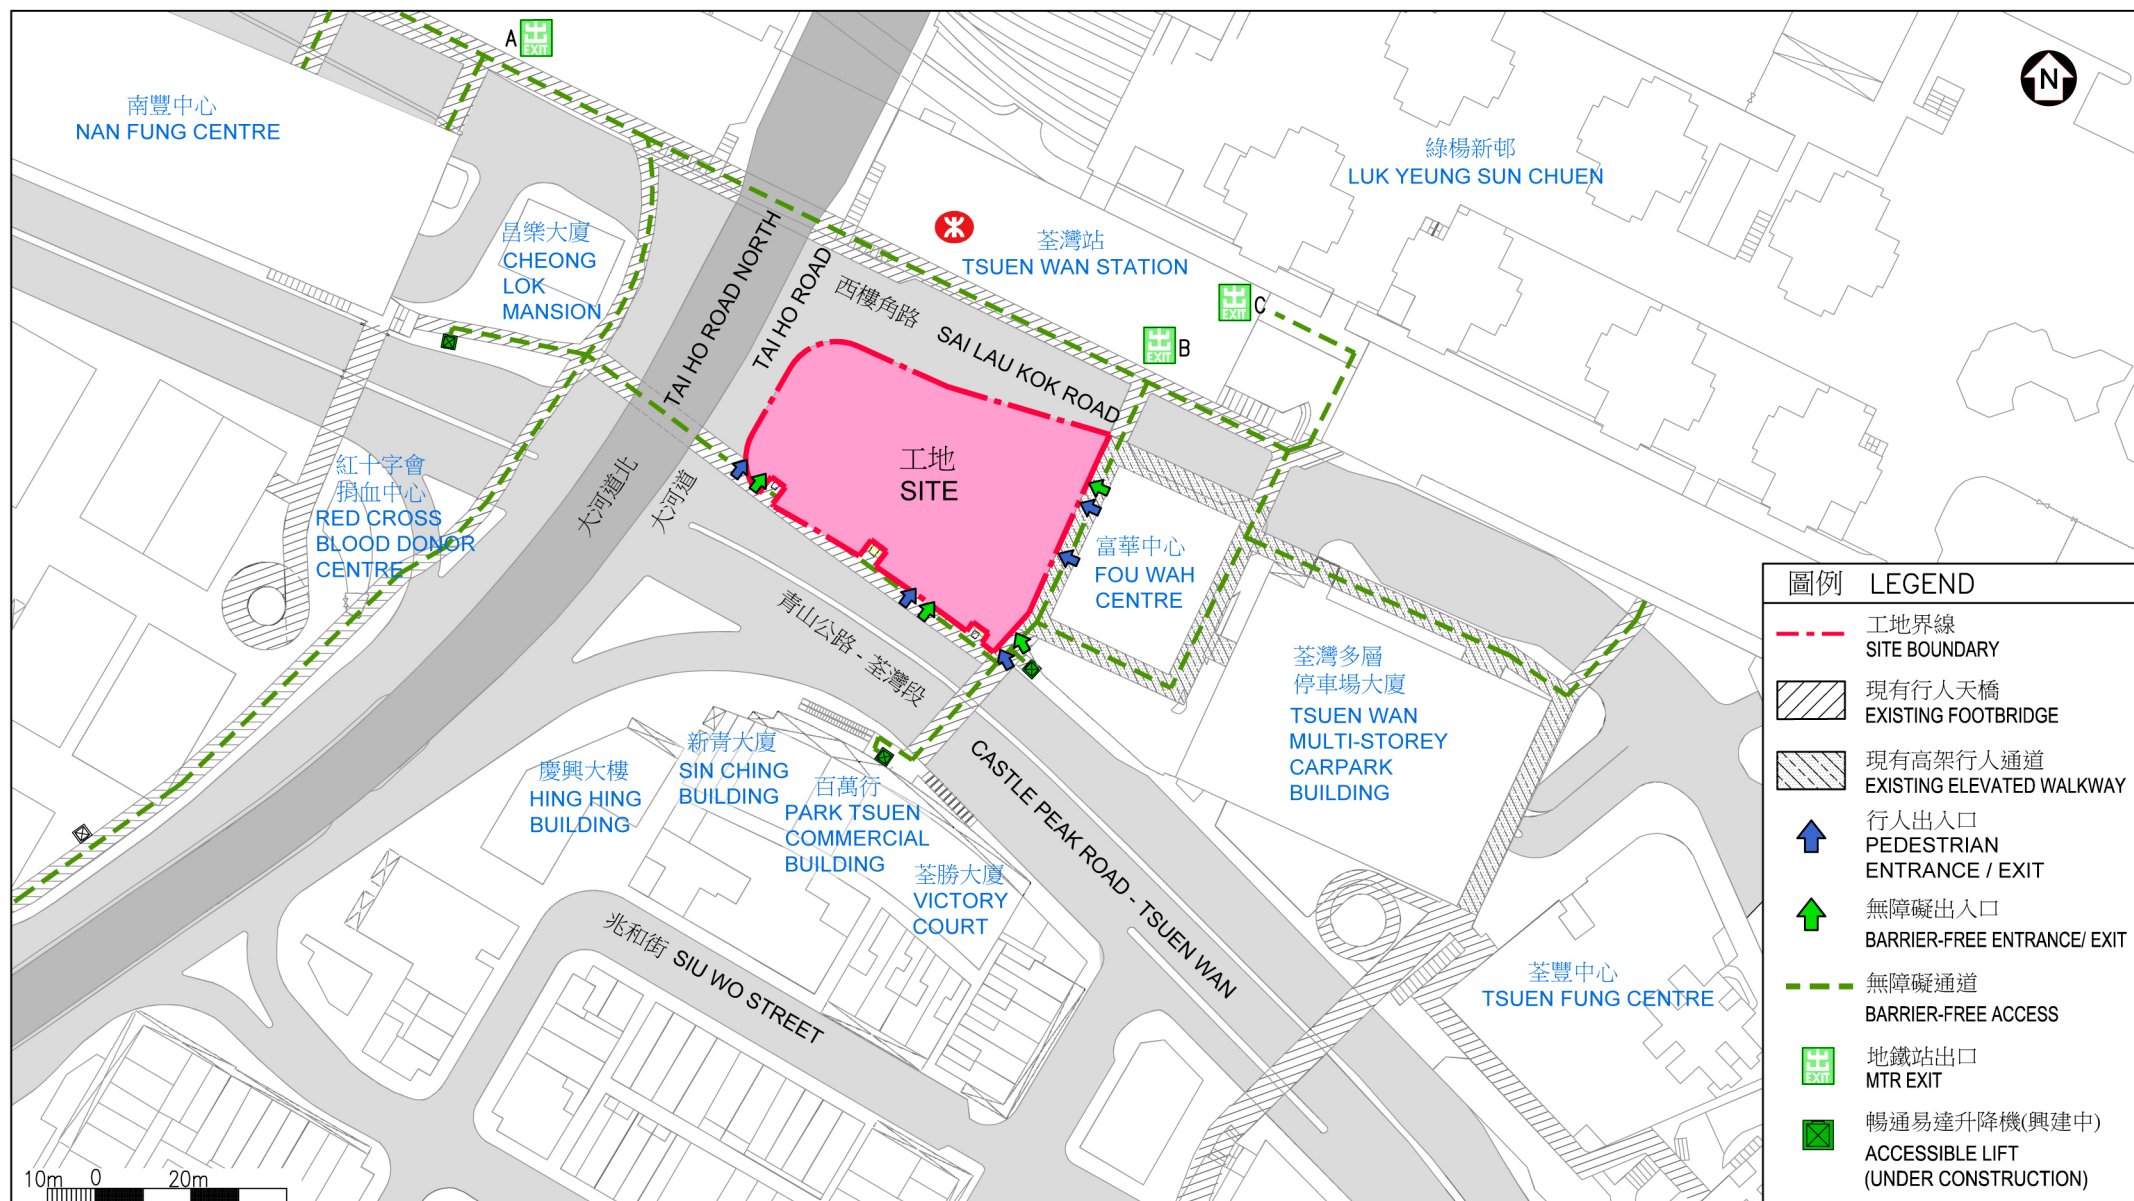 A
EXIT
N
南豐中心
NAN FUNG CENTRE
綠楊新邨
LUK YEUNG SUN CHUEN
昌樂大廈
CHEONG
LOK
MANSION
TAI HO ROAD NORTH
TAI HO ROAD
荃灣站
TSUEN WAN STATION
西樓角路
SAI LAU KOK ROAD
EXIT
C
EXIT
B
工地
SITE
紅十字會
捐血中心
RED CROSS
BLOOD DONOR
CENTRE
大河道北
大河道
富華中心
FOU WAH
CENTRE
青山公路 - 荃灣段
CASTLE PEAK ROAD - TSUEN WAN
荃灣多層
停車場大廈
TSUEN WAN
MULTI-STOREY
CARPARK
BUILDING
慶興大樓
HING HING
BUILDING
新青大廈
SIN CHING
BUILDING
百萬行
PARK TSUEN
COMMERCIAL
BUILDING
荃勝大廈
VICTORY
COURT
兆和街 SIU WO STREET
荃豐中心
TSUEN FUNG CENTRE
10m 0 20m
圖例 LEGEND
工地界線
SITE BOUNDARY
現有行人天橋
EXISTING FOOTBRIDGE
現有高架行人通道
EXISTING ELEVATED WALKWAY
行人出入口
PEDESTRIAN
ENTRANCE / EXIT
無障礙出入口
BARRIER-FREE ENTRANCE/ EXIT
無障礙通道
BARRIER-FREE ACCESS
EXIT
地鐵站出口
MTR EXIT
暢通易達升降機(興建中)
ACCESSIBLE LIFT
(UNDER CONSTRUCTION)